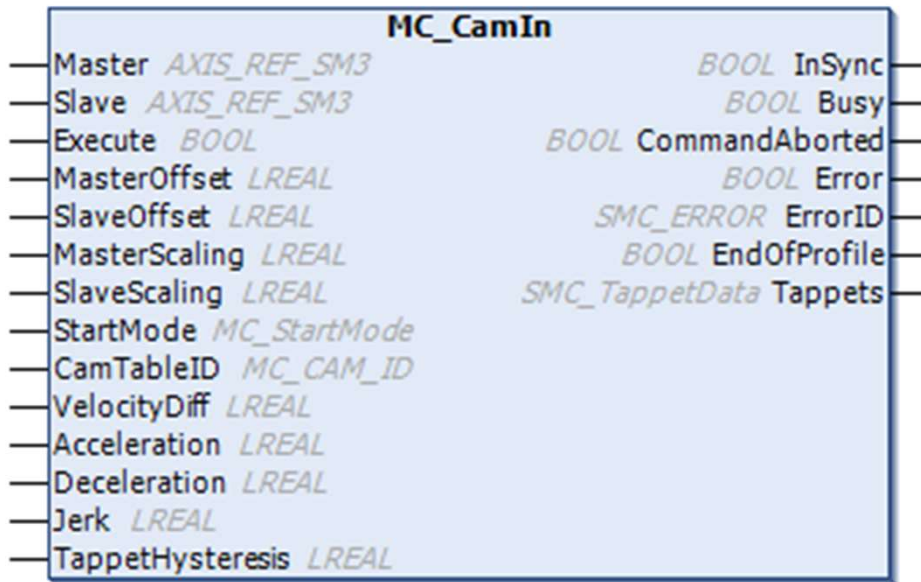 MC_CamIn
Master AXIS_REF_SM3 BOOL InSync
Slave AXIS_REF_SM3 BOOL Busy
Execute BOOL BOOL CommandAborted
MasterOffset LREAL BOOL Error
SlaveOffset LREAL SMC_ERROR ErrorID
MasterScaling LREAL BOOL EndOfProfile
SlaveScaling LREAL SMC_TappetData Tappets
StartMode MC_StartMode
CamTableID MC_CAM_ID
VelocityDiff LREAL
Acceleration LREAL
Deceleration LREAL
Jerk LREAL
TappetHysteresis LREAL